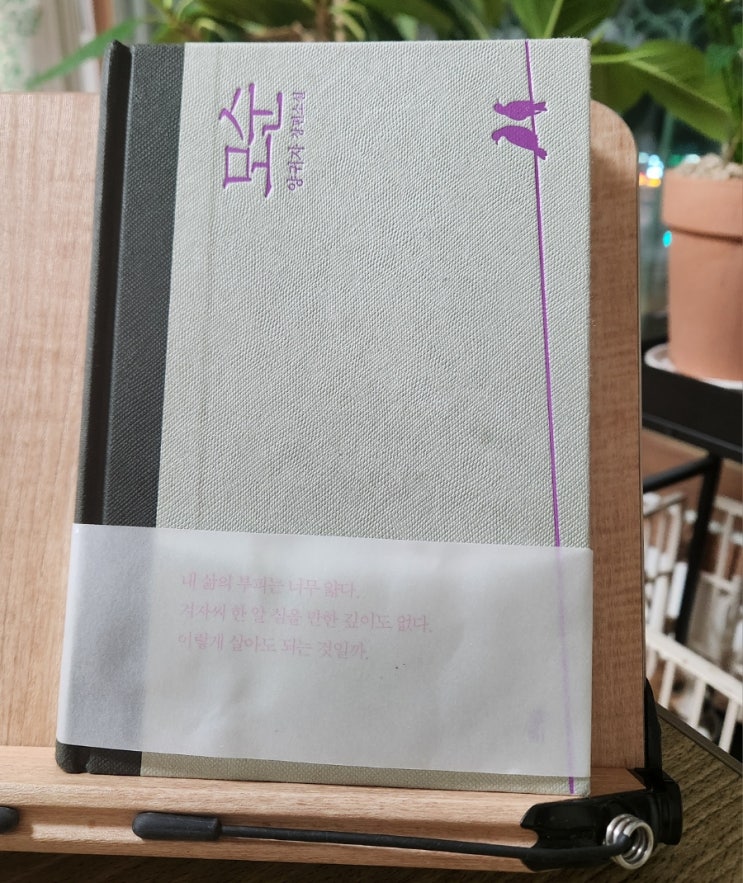 모순
양귀자 장편소설
내 삶의 부피는 너무 얇다.
겨자씨 한 알 심을 만한 깊이도 없다.
이렇게 살아도 되는 것일까.